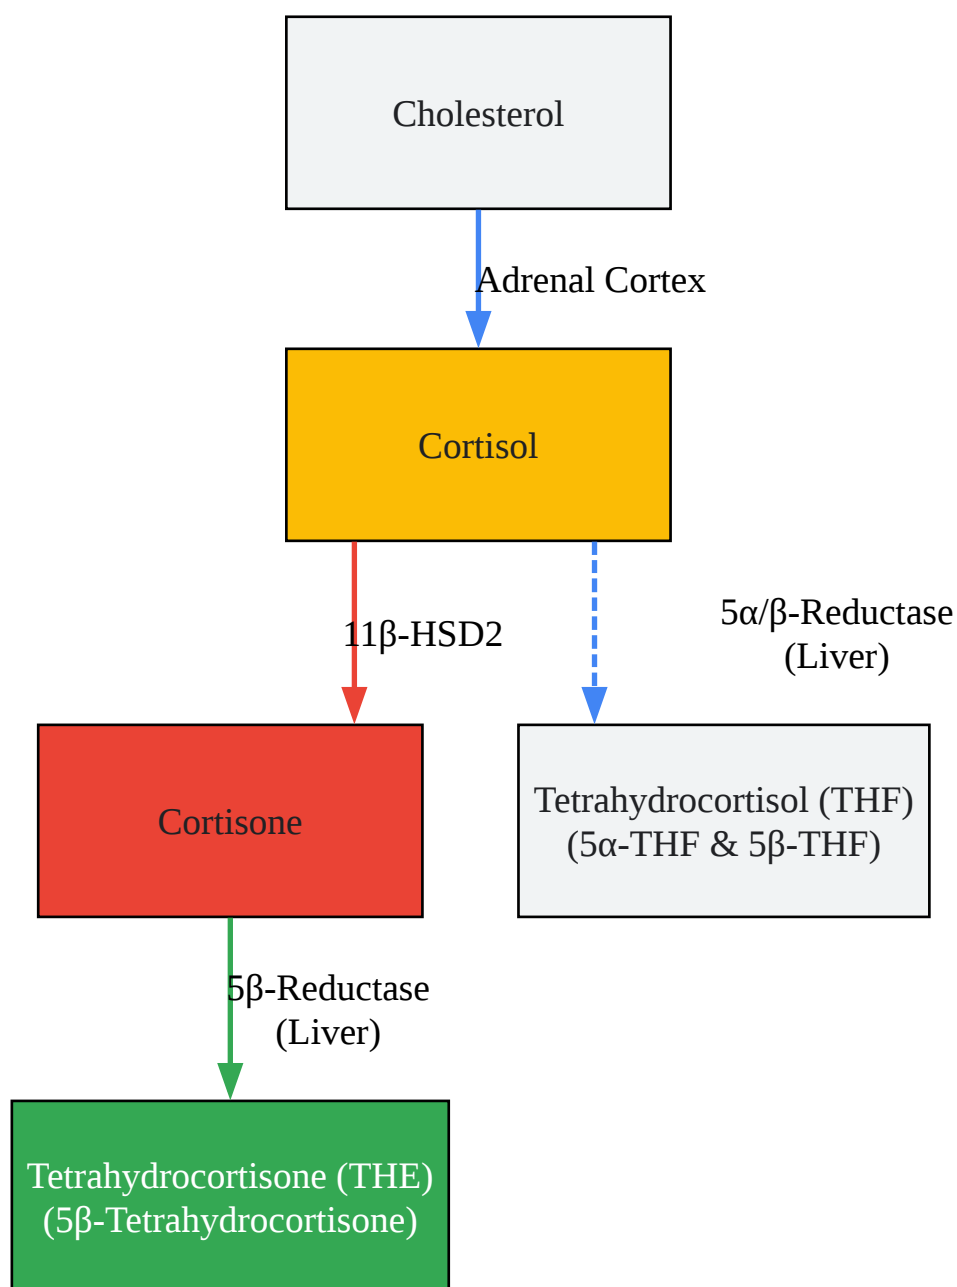 Cholesterol
Adrenal Cortex
Cortisol
11β-HSD2
5α/β-Reductase
(Liver)
Cortisone
Tetrahydrocortisol (THF)
(5α-THF & 5β-THF)
5β-Reductase
(Liver)
Tetrahydrocortisone (THE)
(5β-Tetrahydrocortisone)